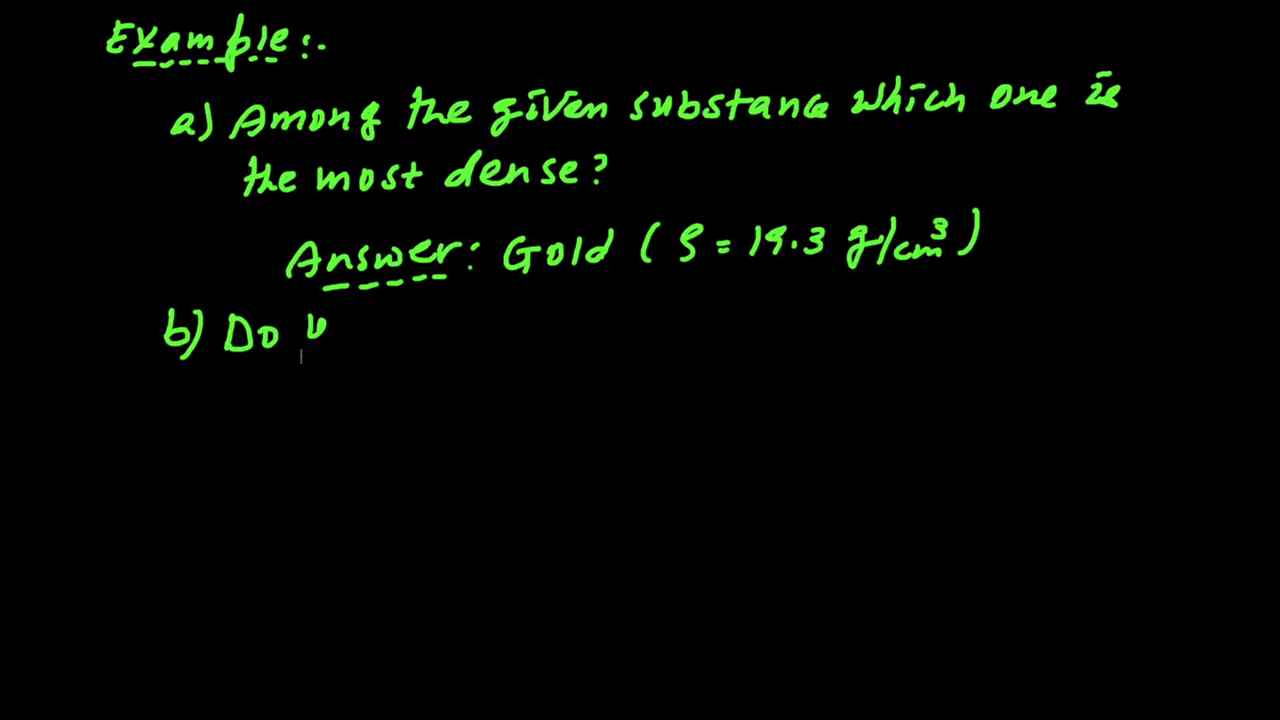 Example:-
a) Among the given substance which one is
the most dense?
Answer: Gold (ρ = 19.3 g/cm³)
b) Do